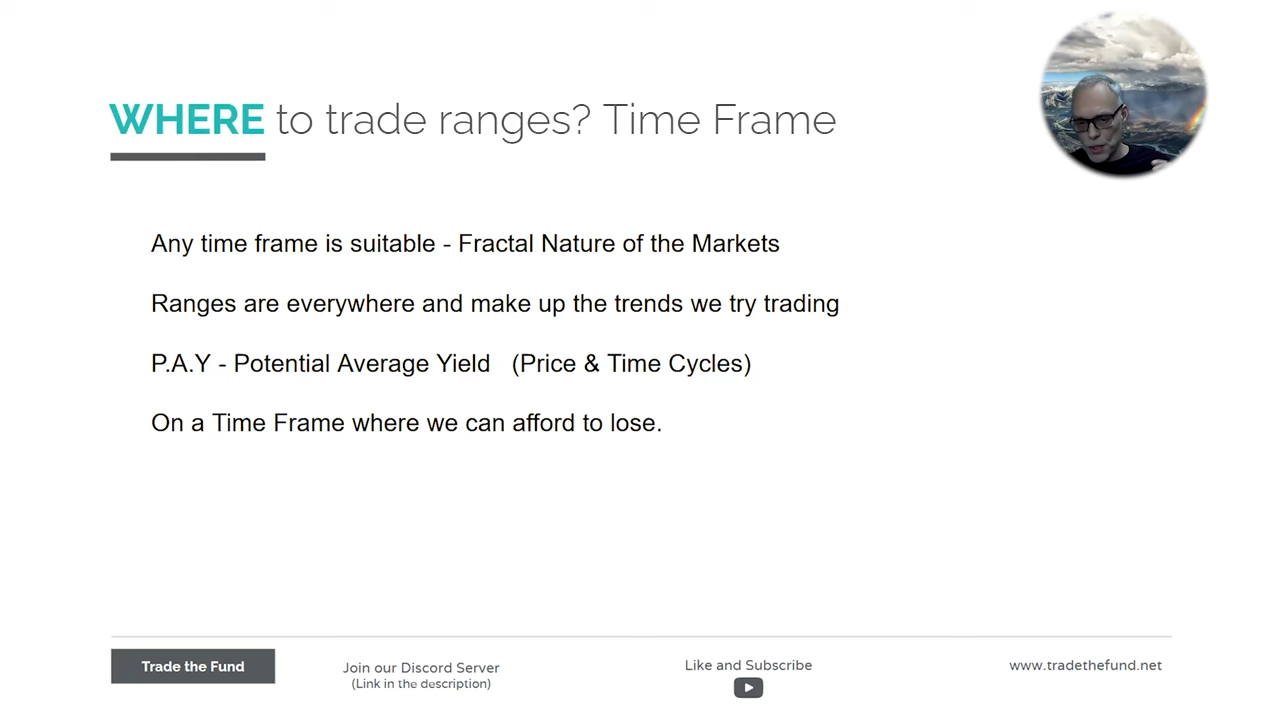 WHERE to trade ranges? Time Frame
Any time frame is suitable - Fractal Nature of the Markets
Ranges are everywhere and make up the trends we try trading
P.A.Y - Potential Average Yield (Price & Time Cycles)
On a Time Frame where we can afford to lose.
Trade the Fund
Join our Discord Server
(Link in the description)
Like and Subscribe
www.tradethefund.net